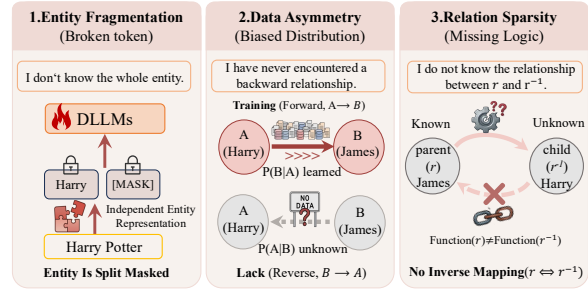 1.Entity Fragmentation
(Broken token)
I don't know the whole entity.
DLLMs
Harry
[MASK]
Independent Entity
Representation
Harry Potter
Entity Is Split Masked
2.Data Asymmetry
(Biased Distribution)
I have never encountered a
backward relationship.
Training (Forward, A→ B)
A
(Harry)
>>>>
B
(James)
P(B|A) learned
A
(Harry)
NO
DATA
?
B
(James)
P(A|B) unknown
Lack (Reverse, B → A)
3.Relation Sparsity
(Missing Logic)
I do not know the relationship
between r and r⁻¹.
??
Known
Unknown
parent
(r)
James
child
(r⁻¹)
Harry
Function(r)≠Function(r⁻¹)
No Inverse Mapping(r ⇔ r⁻¹)